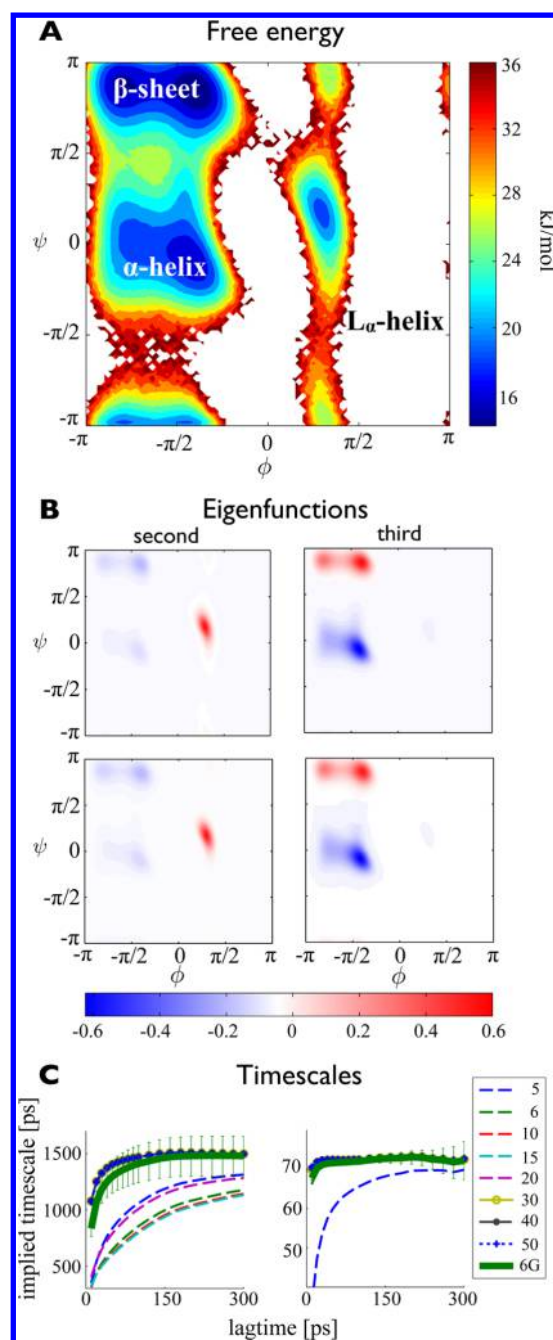 A Free energy
π
β-sheet
π/2
ψ 0
α-helix
-π/2
Lα-helix
-π
-π -π/2 0 π/2 π
ϕ
36
32
28
24
20
16
kJ/mol
B Eigenfunctions
second third
π
π/2
ψ 0
-π/2
-π
π
π/2
ψ 0
-π/2
-π
-π -π/2 0 π/2 π -π -π/2 0 π/2 π
ϕ ϕ
-0.6 -0.4 -0.2 0 0.2 0.4 0.6
C Timescales
implied timescale [ps]
1500
1000
500
0 150 300
70
60
50
0 150 300
lagtime [ps]
5
6
10
15
20
30
40
50
6G